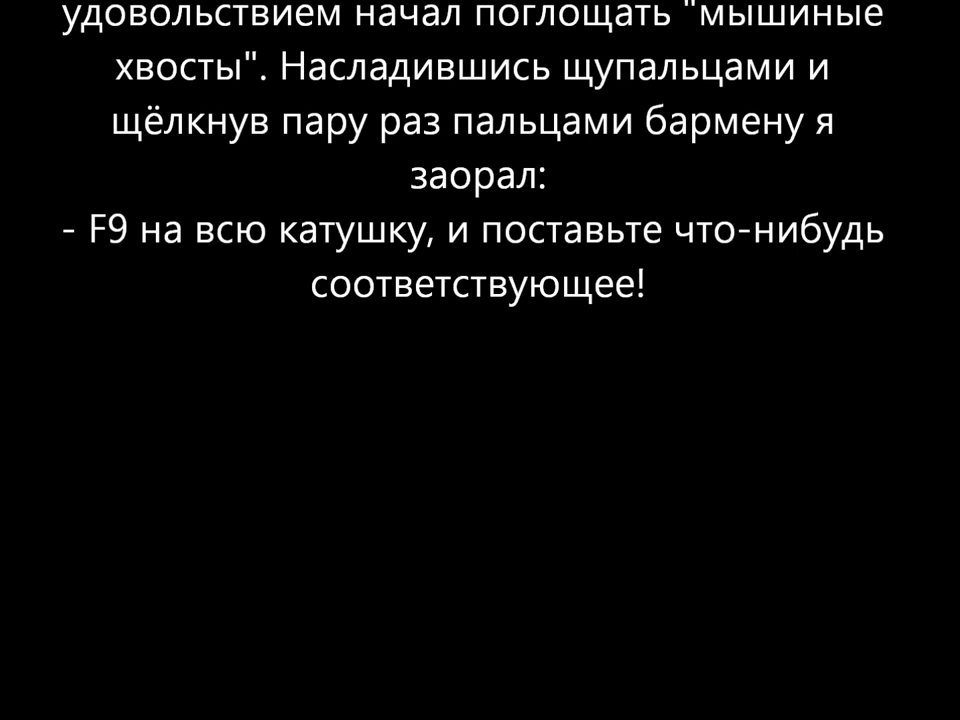 удовольствием начал поглощать "мышиные
хвосты". Насладившись щупальцами и
щёлкнув пару раз пальцами бармену я
заорал:
- F9 на всю катушку, и поставьте что-нибудь
соответствующее!